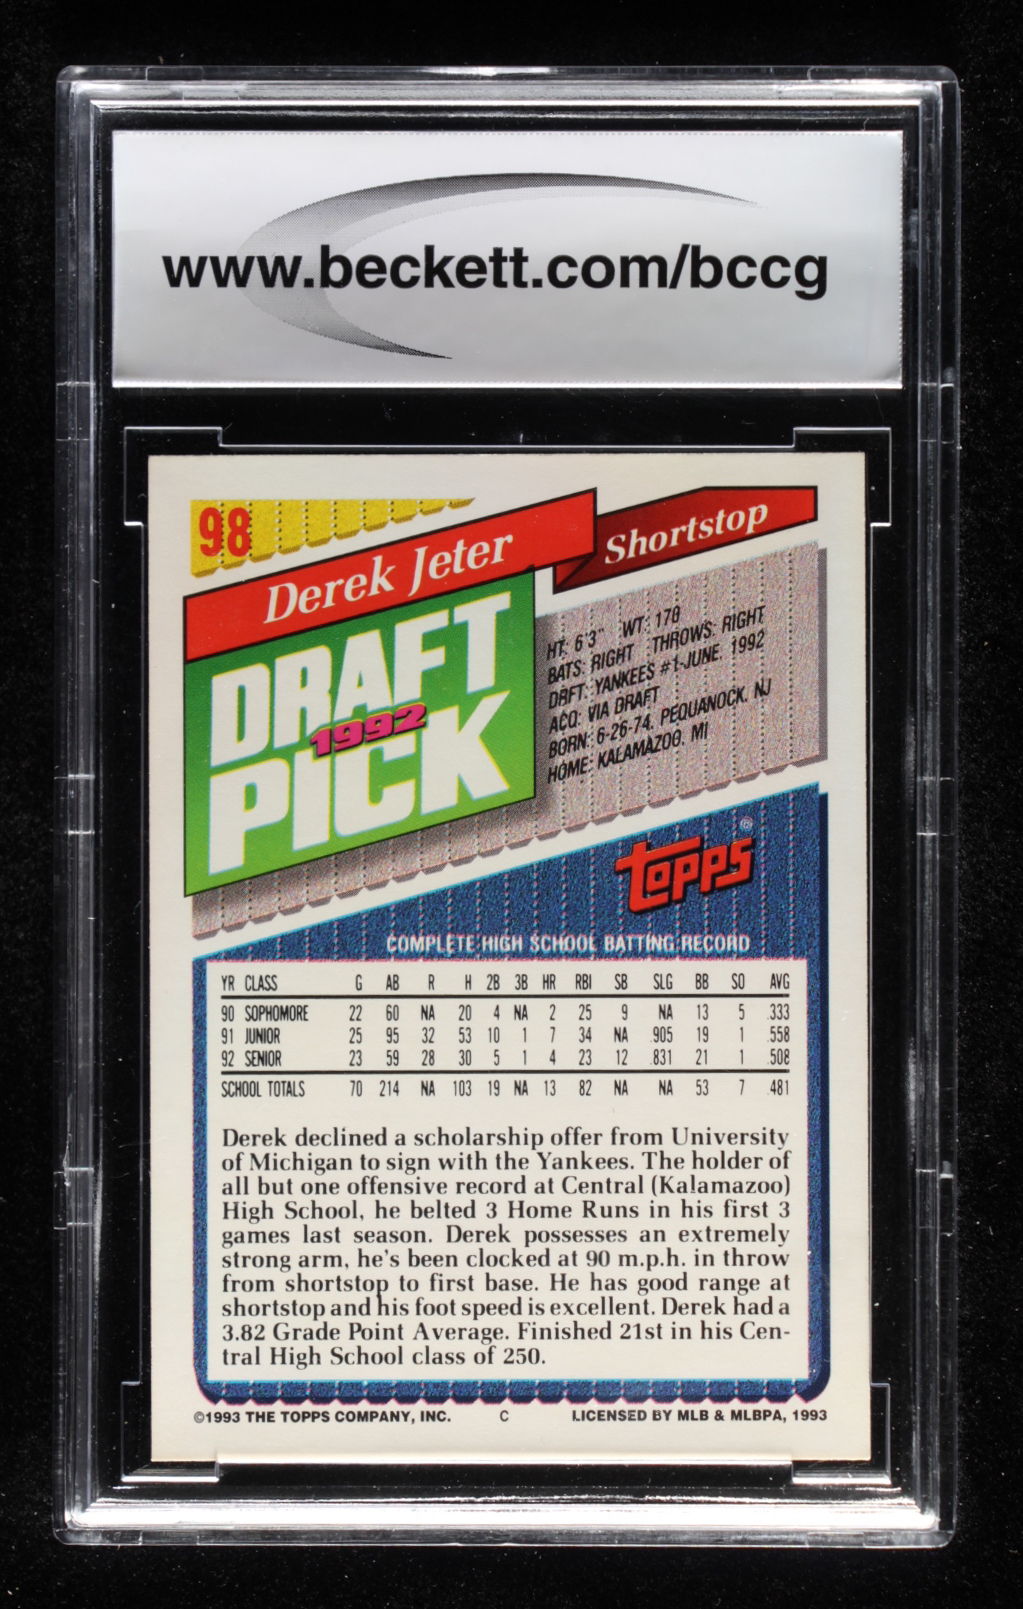 www.beckett.com/bccg
98
Derek Jeter
Shortstop
DRAFT
1992
PICK
HT: 6'3" WT: 178
BATS: RIGHT THROWS: RIGHT
DRFT: YANKEES #1-JUNE, 1992
ACQ: VIA DRAFT
BORN: 6-26-74, PEQUANOCK, NJ
HOME: KALAMAZOO, MI
topps®
COMPLETE HIGH SCHOOL BATTING RECORD
YR CLASS G AB R H 2B 3B HR RBI SB SLG BB SO AVG
90 SOPHOMORE 22 60 NA 20 4 NA 2 25 9 NA 13 5 .333
91 JUNIOR 25 95 32 53 10 1 7 34 NA .905 19 1 .558
92 SENIOR 23 59 28 30 5 1 4 23 12 .831 21 1 .508
SCHOOL TOTALS 70 214 NA 103 19 NA 13 82 NA NA 53 7 .481
Derek declined a scholarship offer from University
of Michigan to sign with the Yankees. The holder of
all but one offensive record at Central (Kalamazoo)
High School, he belted 3 Home Runs in his first 3
games last season. Derek possesses an extremely
strong arm, he's been clocked at 90 m.p.h. in throw
from shortstop to first base. He has good range at
shortstop and his foot speed is excellent. Derek had a
3.82 Grade Point Average. Finished 21st in his Cen-
tral High School class of 250.
©1993 THE TOPPS COMPANY, INC. C LICENSED BY MLB & MLBPA, 1993